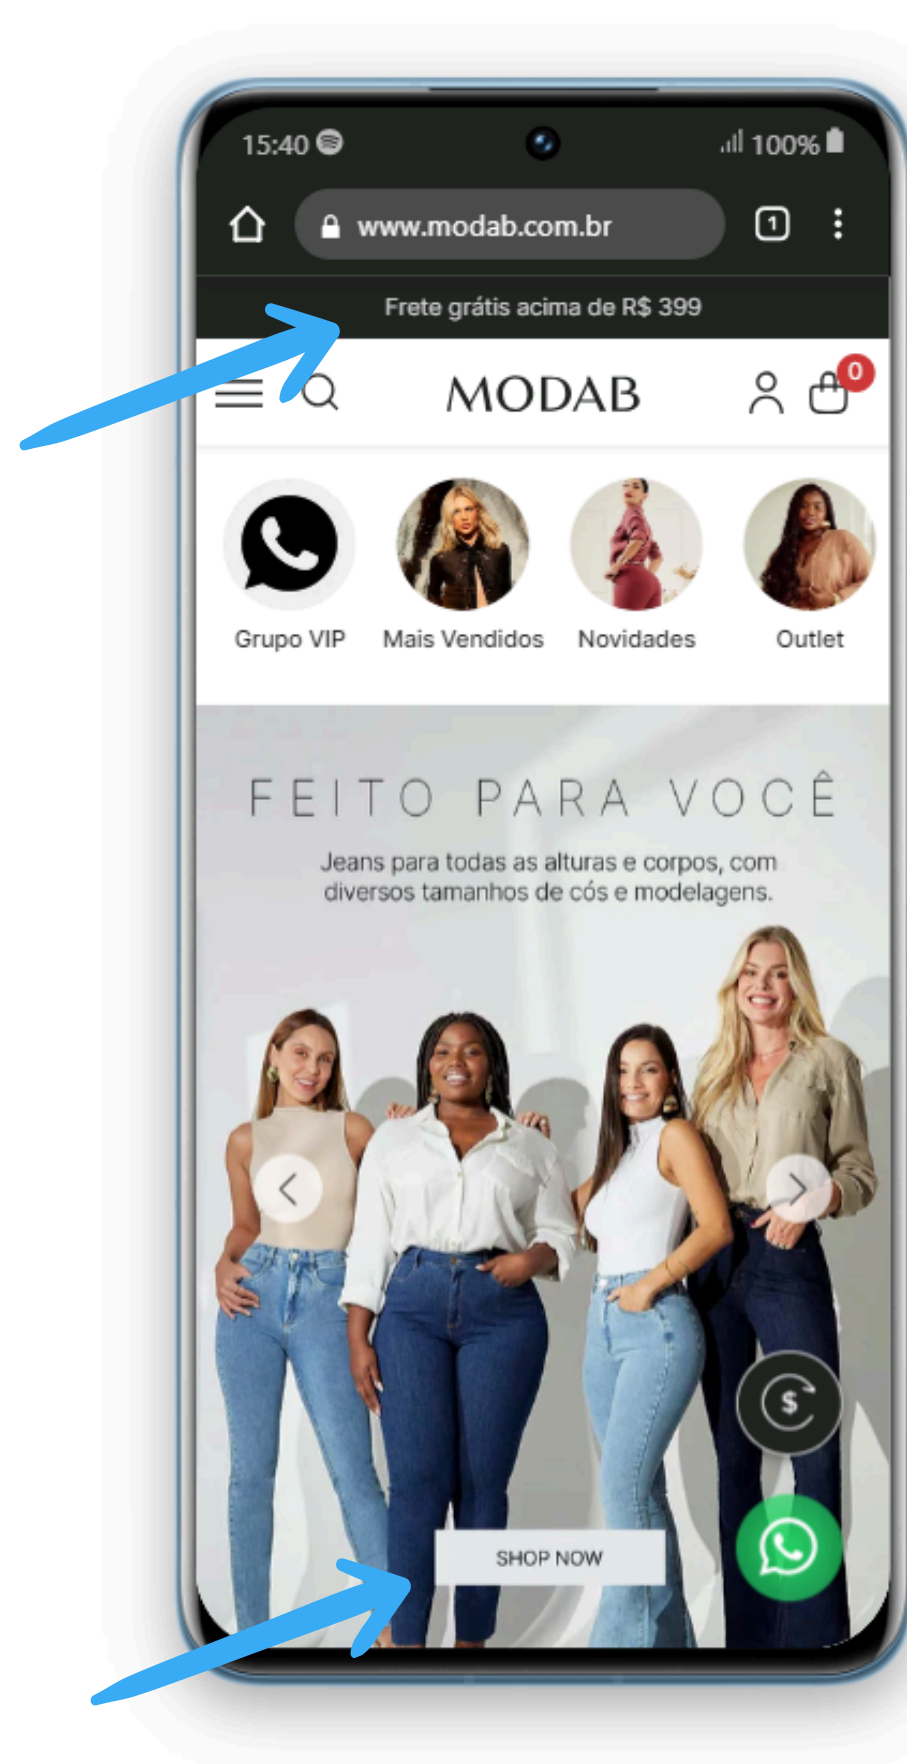 15:40
100%
www.modab.com.br
1
Frete grátis acima de R$ 399
MODAB
0
Grupo VIP
Mais Vendidos
Novidades
Outlet
FEITO PARA VOCÊ
Jeans para todas as alturas e corpos, com
diversos tamanhos de cós e modelagens.
$
SHOP NOW